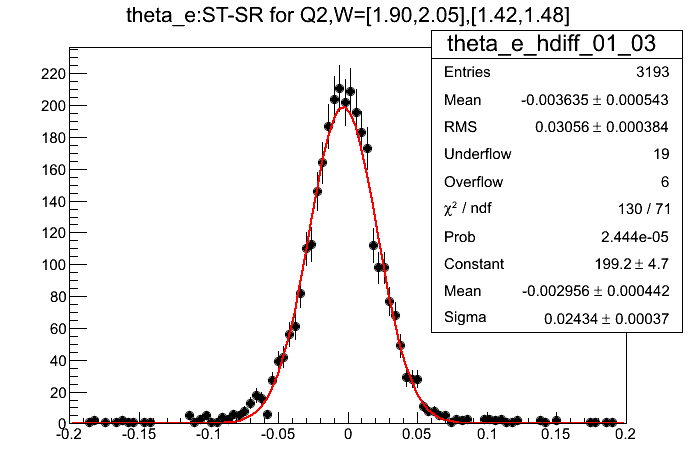 theta_e:ST-SR for Q2,W=[1.90,2.05],[1.42,1.48]
theta_e_hdiff_01_03
Entries 3193
Mean -0.003635 ± 0.000543
RMS 0.03056 ± 0.000384
Underflow 19
Overflow 6
χ² / ndf 130 / 71
Prob 2.444e-05
Constant 199.2 ± 4.7
Mean -0.002956 ± 0.000442
Sigma 0.02434 ± 0.00037
220
200
180
160
140
120
100
80
60
40
20
0
-0.2 -0.15 -0.1 -0.05 0 0.05 0.1 0.15 0.2